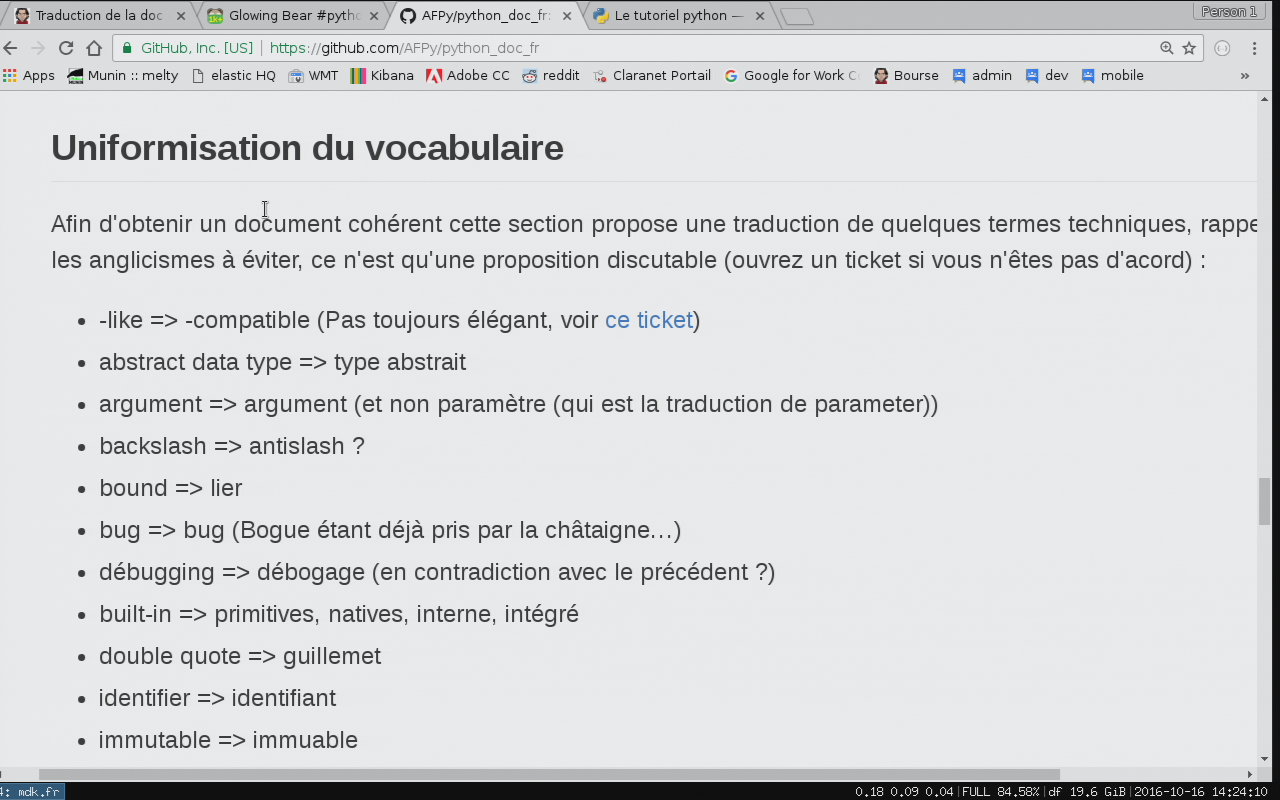 Traduction de la doc
Glowing Bear #pytho
AFPy/python_doc_fr:
Le tutoriel python —
Person 1
GitHub, Inc. [US]
https://github.com/AFPy/python_doc_fr
Apps
Munin :: melty
elastic HQ
WMT
Kibana
Adobe CC
reddit
Claranet Portail
Google for Work C
Bourse
admin
dev
mobile
»
Uniformisation du vocabulaire
Afin d'obtenir un document cohérent cette section propose une traduction de quelques termes techniques, rappe
les anglicismes à éviter, ce n'est qu'une proposition discutable (ouvrez un ticket si vous n'êtes pas d'acord) :
• -like => -compatible (Pas toujours élégant, voir ce ticket)
• abstract data type => type abstrait
• argument => argument (et non paramètre (qui est la traduction de parameter))
• backslash => antislash ?
• bound => lier
• bug => bug (Bogue étant déjà pris par la châtaigne…)
• débugging => débogage (en contradiction avec le précédent ?)
• built-in => primitives, natives, interne, intégré
• double quote => guillemet
• identifier => identifiant
• immutable => immuable
4: mdk.fr
0.18 0.09 0.04|FULL 84.58%|df 19.6 GiB|2016-10-16 14:24:10